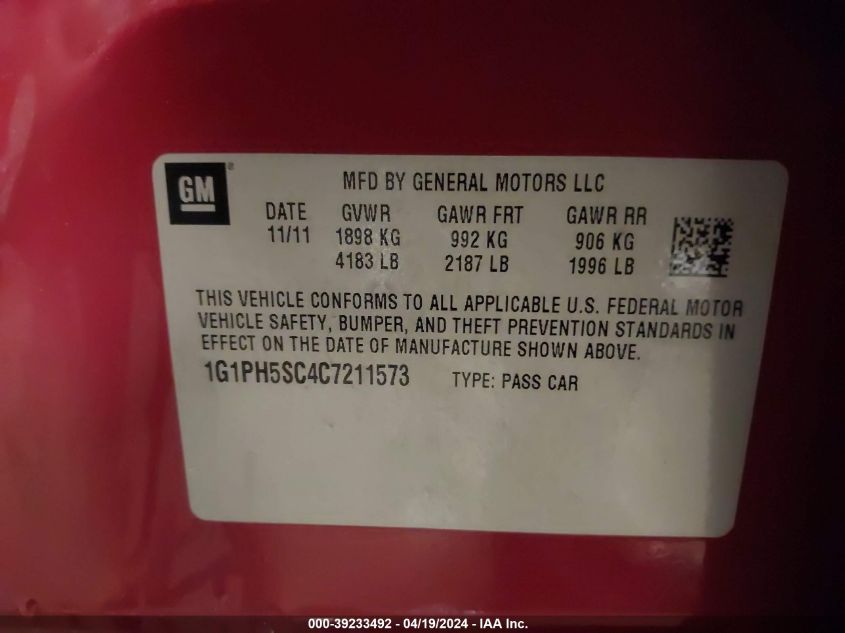 GM
MFD BY GENERAL MOTORS LLC
DATE GVWR GAWR FRT GAWR RR
11/11 1898 KG 992 KG 906 KG
4183 LB 2187 LB 1996 LB
THIS VEHICLE CONFORMS TO ALL APPLICABLE U.S. FEDERAL MOTOR
VEHICLE SAFETY, BUMPER, AND THEFT PREVENTION STANDARDS IN
EFFECT ON THE DATE OF MANUFACTURE SHOWN ABOVE.
1G1PH5SC4C7211573 TYPE: PASS CAR
000-39233492 - 04/19/2024 - IAA Inc.